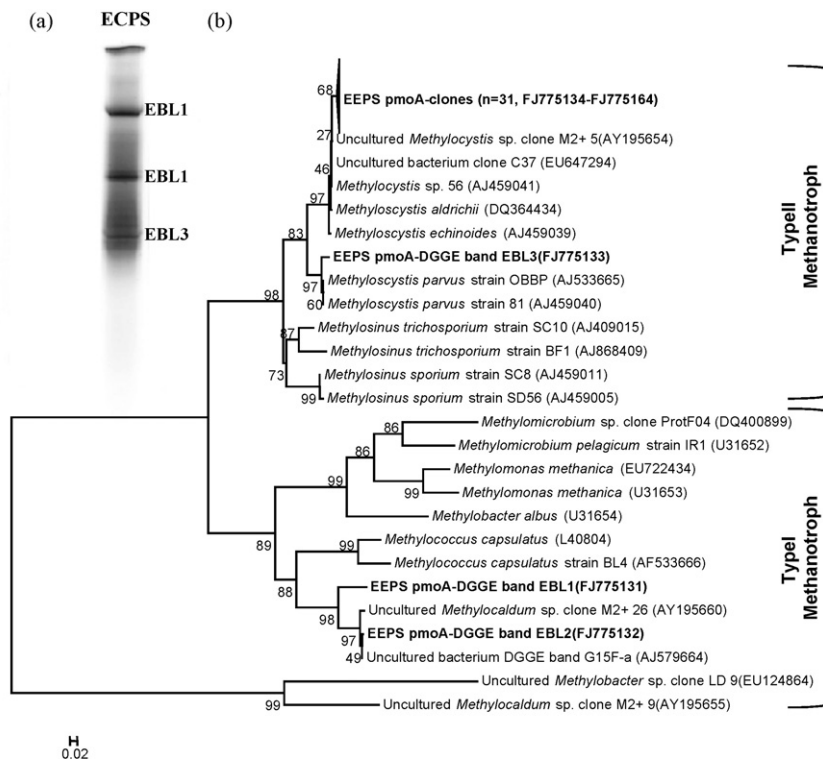 (a)
ECPS
EBL1
EBL1
EBL3
(b)
68
EEPS pmoA-clones (n=31, FJ775134-FJ775164)
27
Uncultured Methylocystis sp. clone M2+ 5(AY195654)
Uncultured bacterium clone C37 (EU647294)
46
Methylocystis sp. 56 (AJ459041)
97
Methyloscystis aldrichii (DQ364434)
Methyloscystis echinoides (AJ459039)
83
EEPS pmoA-DGGE band EBL3(FJ775133)
97
Methyloscystis parvus strain OBBP (AJ533665)
60
Methyloscystis parvus strain 81 (AJ459040)
98
Methylosinus trichosporium strain SC10 (AJ409015)
87
Methylosinus trichosporium strain BF1 (AJ868409)
73
Methylosinus sporium strain SC8 (AJ459011)
99
Methylosinus sporium strain SD56 (AJ459005)
TypeII
Methanotroph
86
Methylomicrobium sp. clone ProtF04 (DQ400899)
86
Methylomicrobium pelagicum strain IR1 (U31652)
Methylomonas methanica (EU722434)
99
99
Methylomonas methanica (U31653)
Methylobacter albus (U31654)
89
99
Methylococcus capsulatus (L40804)
Methylococcus capsulatus strain BL4 (AF533666)
88
EEPS pmoA-DGGE band EBL1(FJ775131)
98
Uncultured Methylocaldum sp. clone M2+ 26 (AY195660)
97
EEPS pmoA-DGGE band EBL2(FJ775132)
49
Uncultured bacterium DGGE band G15F-a (AJ579664)
Uncultured Methylobacter sp. clone LD 9(EU124864)
99
Uncultured Methylocaldum sp. clone M2+ 9(AY195655)
TypeI
Methanotroph
0.02